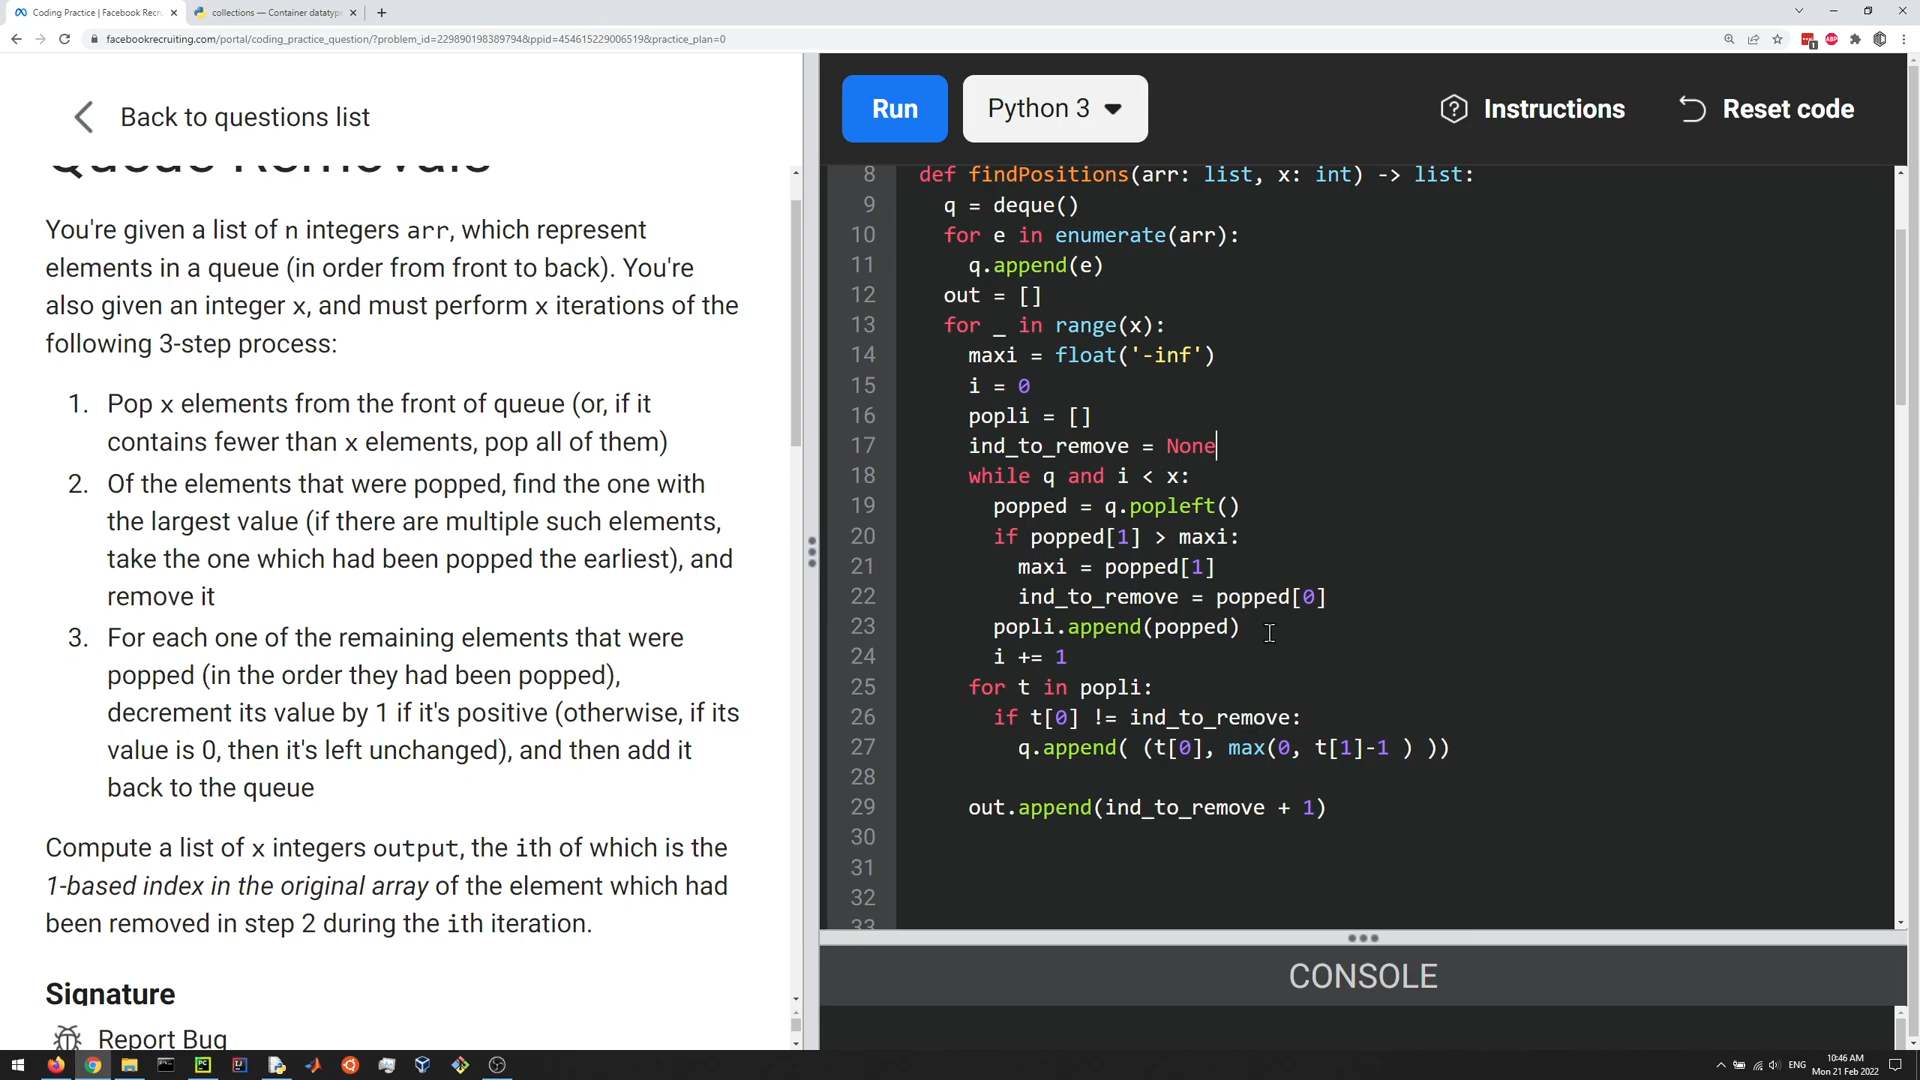 Coding Practice | Facebook Recru
collections — Container datatype
facebookrecruiting.com/portal/coding_practice_question/?problem_id=229890198389794&ppid=454615229006519&practice_plan=0
Back to questions list
Queue Removals
You're given a list of n integers arr, which represent
elements in a queue (in order from front to back). You're
also given an integer x, and must perform x iterations of the
following 3-step process:
1. Pop x elements from the front of queue (or, if it
contains fewer than x elements, pop all of them)
2. Of the elements that were popped, find the one with
the largest value (if there are multiple such elements,
take the one which had been popped the earliest), and
remove it
3. For each one of the remaining elements that were
popped (in the order they had been popped),
decrement its value by 1 if it's positive (otherwise, if its
value is 0, then it's left unchanged), and then add it
back to the queue
Compute a list of x integers output, the ith of which is the
1-based index in the original array of the element which had
been removed in step 2 during the ith iteration.
Signature
Report Bug
Run
Python 3
Instructions
Reset code
8 def findPositions(arr: list, x: int) -> list:
9 q = deque()
10 for e in enumerate(arr):
11 q.append(e)
12 out = []
13 for _ in range(x):
14 maxi = float('-inf')
15 i = 0
16 popli = []
17 ind_to_remove = None
18 while q and i < x:
19 popped = q.popleft()
20 if popped[1] > maxi:
21 maxi = popped[1]
22 ind_to_remove = popped[0]
23 popli.append(popped)
24 i += 1
25 for t in popli:
26 if t[0] != ind_to_remove:
27 q.append( (t[0], max(0, t[1]-1 ) ))
28
29 out.append(ind_to_remove + 1)
30
31
32
33
CONSOLE
ENG
10:46 AM
Mon 21 Feb 2022